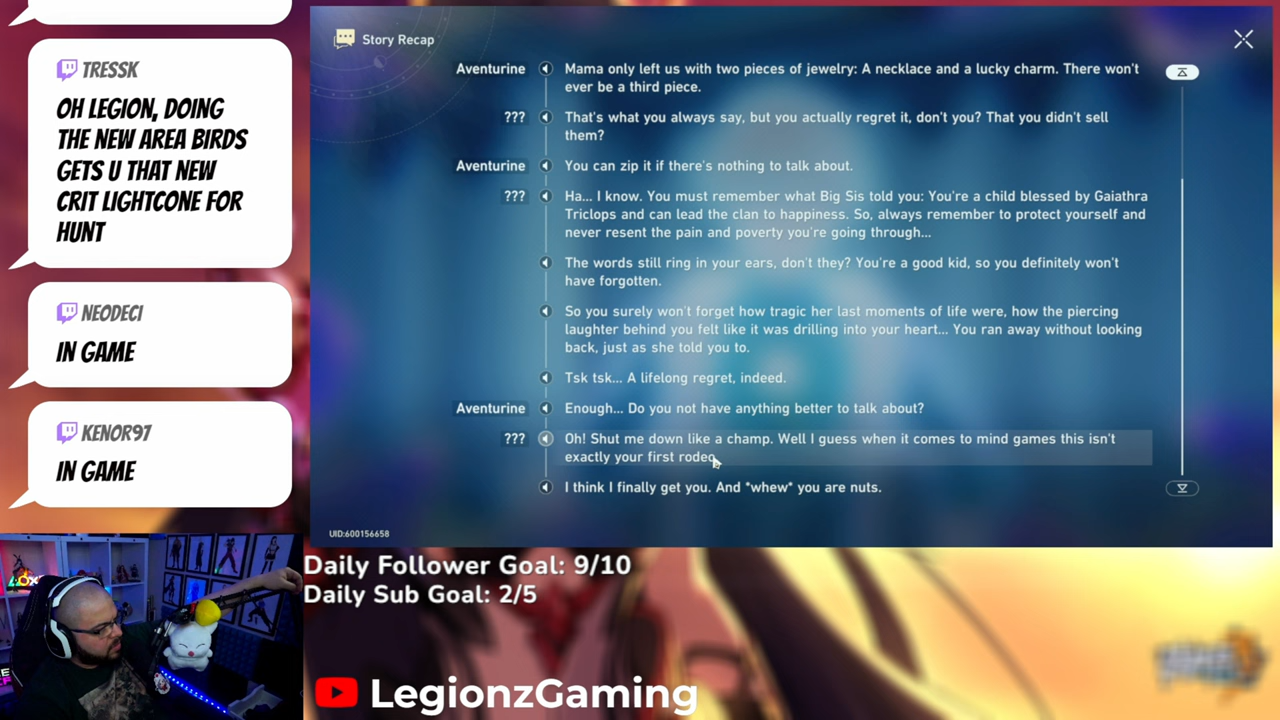 TRESSK
OH LEGION, DOING
THE NEW AREA BIRDS
GETS U THAT NEW
CRIT LIGHTCONE FOR
HUNT
NEODECI
IN GAME
KENOR97
IN GAME
Story Recap
Aventurine
Mama only left us with two pieces of jewelry: A necklace and a lucky charm. There won't
ever be a third piece.
???
That's what you always say, but you actually regret it, don't you? That you didn't sell
them?
Aventurine
You can zip it if there's nothing to talk about.
???
Ha... I know. You must remember what Big Sis told you: You're a child blessed by Gaiathra
Triclops and can lead the clan to happiness. So, always remember to protect yourself and
never resent the pain and poverty you're going through...
The words still ring in your ears, don't they? You're a good kid, so you definitely won't
have forgotten.
So you surely won't forget how tragic her last moments of life were, how the piercing
laughter behind you felt like it was drilling into your heart... You ran away without looking
back, just as she told you to.
Tsk tsk... A lifelong regret, indeed.
Aventurine
Enough... Do you not have anything better to talk about?
???
Oh! Shut me down like a champ. Well I guess when it comes to mind games this isn't
exactly your first rodeo.
I think I finally get you. And *whew* you are nuts.
UID:600156658
Daily Follower Goal: 9/10
Daily Sub Goal: 2/5
LegionzGaming